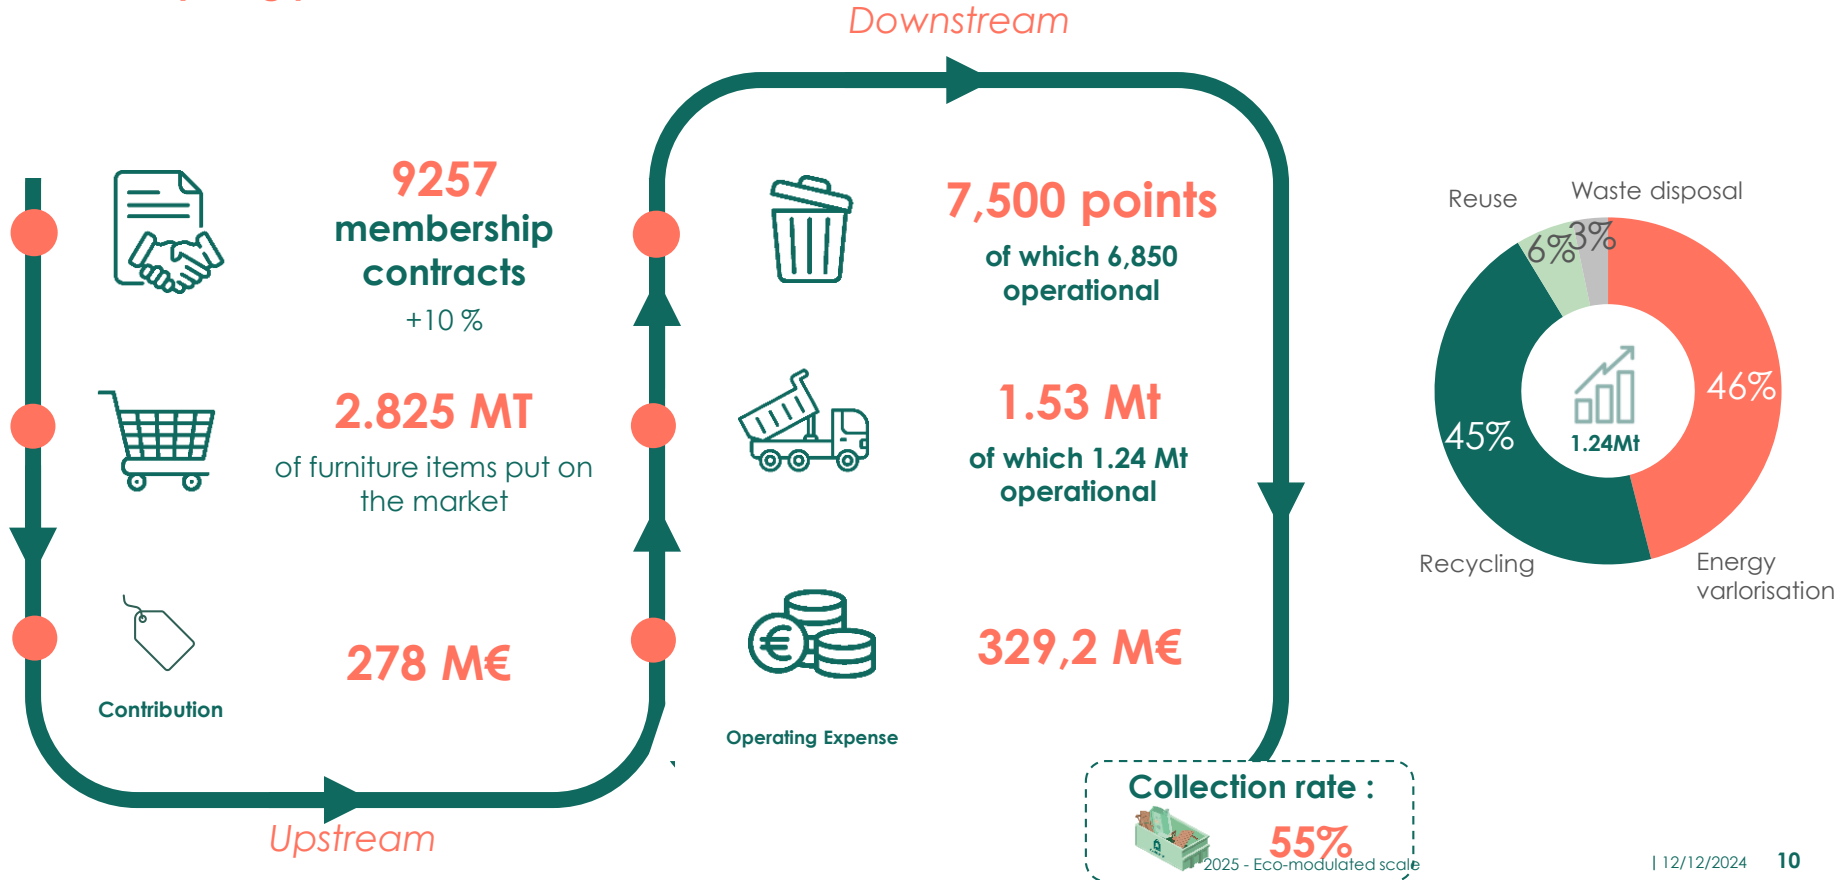 Downstream
9257
membership
contracts
+10 %
2.825 MT
of furniture items put on
the market
278 M€
Contribution
Upstream
7,500 points
of which 6,850
operational
1.53 Mt
of which 1.24 Mt
operational
329,2 M€
Operating Expense
Collection rate :
55%
Reuse
Waste disposal
6%
3%
46%
45%
1.24Mt
Recycling
Energy
varlorisation
2025 - Eco-modulated scale
| 12/12/2024
10